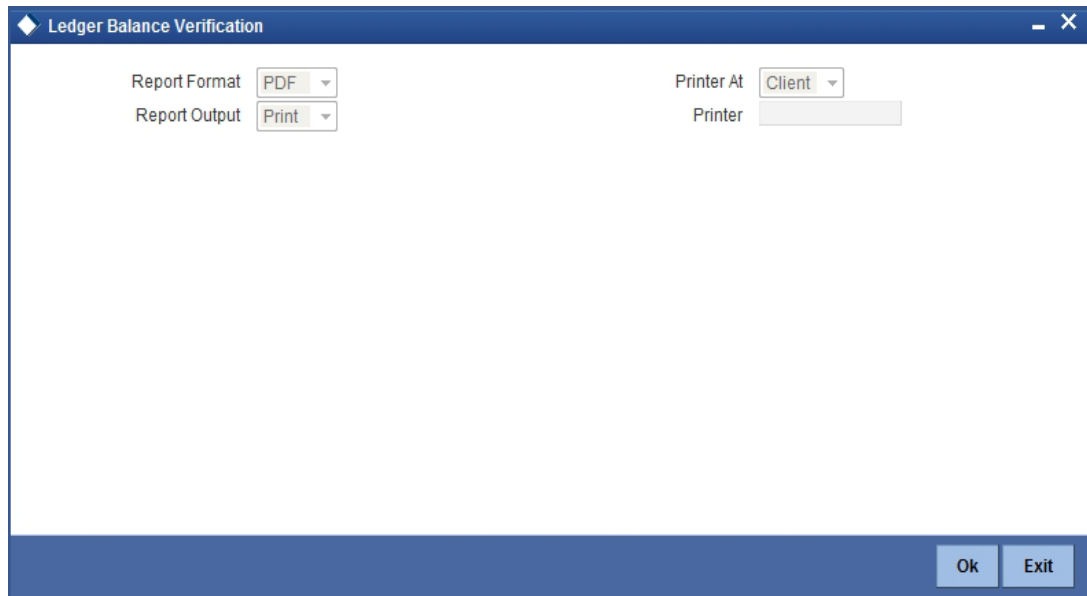 Ledger Balance Verification
Report Format PDF Printer At Client
Report Output Print Printer
Ok Exit